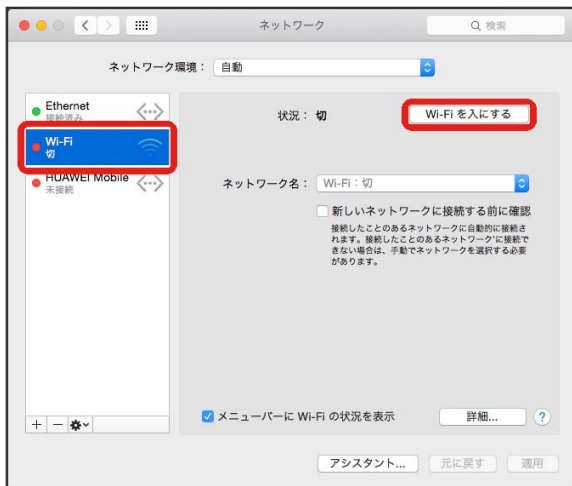 ネットワーク
検索
ネットワーク環境： 自動
Ethernet
接続済み
Wi-Fi
切
HUAWEI Mobile
未接続
状況： 切
Wi-Fi を入にする
ネットワーク名： Wi-Fi：切
新しいネットワークに接続する前に確認
接続したことのあるネットワークに自動的に接続さ
れます。接続したことのあるネットワークに接続で
きない場合は、手動でネットワークを選択する必要
があります。
メニューバーに Wi-Fi の状況を表示
詳細...
?
アシスタント...
元に戻す
適用